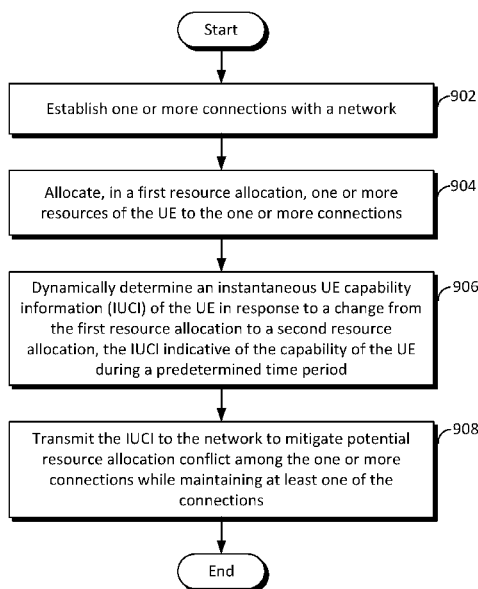 Start
902
Establish one or more connections with a network
904
Allocate, in a first resource allocation, one or more
resources of the UE to the one or more connections
906
Dynamically determine an instantaneous UE capability
information (IUCI) of the UE in response to a change from
the first resource allocation to a second resource
allocation, the IUCI indicative of the capability of the UE
during a predetermined time period
908
Transmit the IUCI to the network to mitigate potential
resource allocation conflict among the one or more
connections while maintaining at least one of the
connections
End